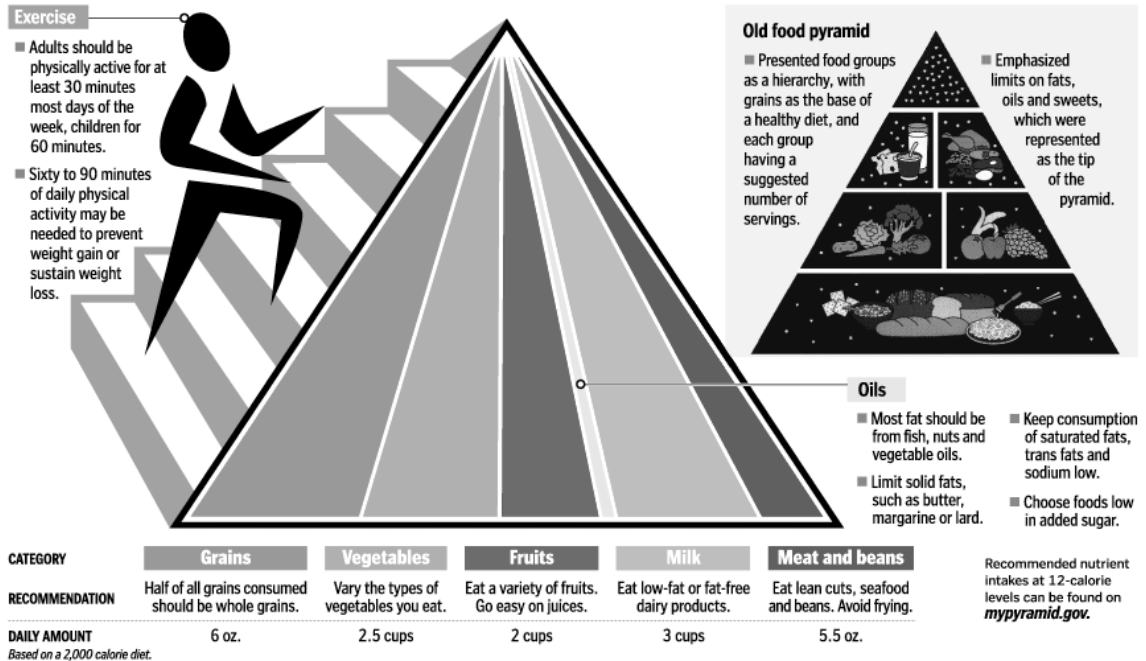 Exercise
■ Adults should be
physically active for at
least 30 minutes
most days of the
week, children for
60 minutes.
■ Sixty to 90 minutes
of daily physical
activity may be
needed to prevent
weight gain or
sustain weight
loss.
Old food pyramid
■ Presented food groups
as a hierarchy, with
grains as the base of
a healthy diet, and
each group
having a
suggested
number of
servings.
■ Emphasized
limits on fats,
oils and sweets,
which were
represented
as the tip
of the
pyramid.
Oils
■ Most fat should be
from fish, nuts and
vegetable oils.
■ Limit solid fats,
such as butter,
margarine or lard.
■ Keep consumption
of saturated fats,
trans fats and
sodium low.
■ Choose foods low
in added sugar.
CATEGORY Grains Vegetables Fruits Milk Meat and beans
RECOMMENDATION
Half of all grains consumed
should be whole grains.
Vary the types of
vegetables you eat.
Eat a variety of fruits.
Go easy on juices.
Eat low-fat or fat-free
dairy products.
Eat lean cuts, seafood
and beans. Avoid frying.
DAILY AMOUNT 6 oz. 2.5 cups 2 cups 3 cups 5.5 oz.
Based on a 2,000 calorie diet.
Recommended nutrient
intakes at 12-calorie
levels can be found on
mypyramid.gov.